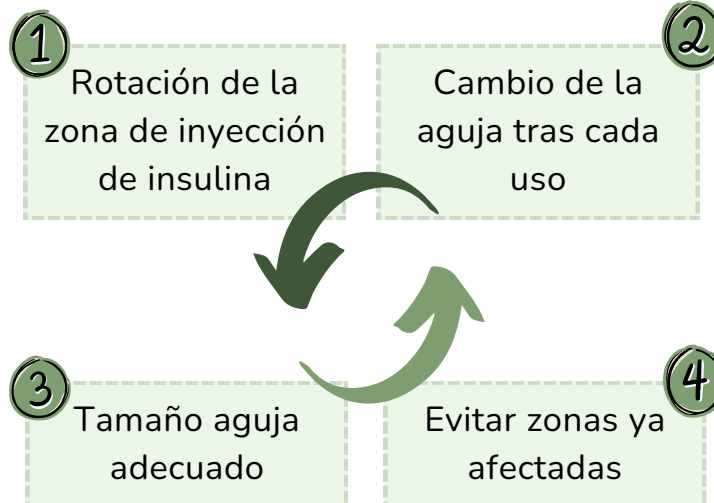 1
Rotación de la
zona de inyección
de insulina
2
Cambio de la
aguja tras cada
uso
3
Tamaño aguja
adecuado
4
Evitar zonas ya
afectadas